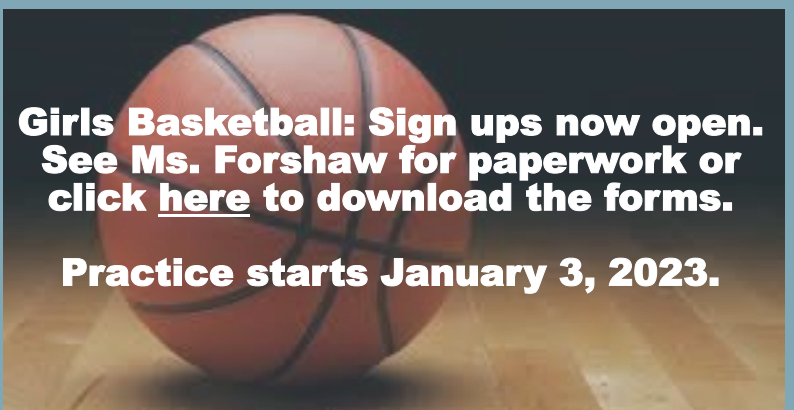 Girls Basketball: Sign ups now open.
See Ms. Forshaw for paperwork or
click here to download the forms.
Practice starts January 3, 2023.